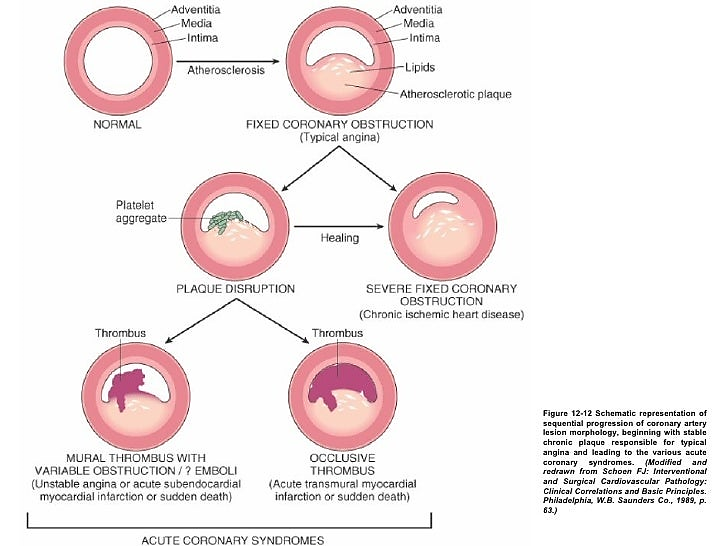 Adventitia
Media
Intima
Atherosclerosis
Adventitia
Media
Intima
Lipids
Atherosclerotic plaque
NORMAL
FIXED CORONARY OBSTRUCTION
(Typical angina)
Platelet
aggregate
Healing
PLAQUE DISRUPTION
SEVERE FIXED CORONARY
OBSTRUCTION
(Chronic ischemic heart disease)
Thrombus
Thrombus
MURAL THROMBUS WITH
VARIABLE OBSTRUCTION / ? EMBOLI
(Unstable angina or acute subendocardial
myocardial infarction or sudden death)
OCCLUSIVE
THROMBUS
(Acute transmural myocardial
infarction or sudden death)
ACUTE CORONARY SYNDROMES
Figure 12-12 Schematic representation of
sequential progression of coronary artery
lesion morphology, beginning with stable
chronic plaque responsible for typical
angina and leading to the various acute
coronary syndromes. (Modified and
redrawn from Schoen FJ: Interventional
and Surgical Cardiovascular Pathology:
Clinical Correlations and Basic Principles.
Philadelphia, W.B. Saunders Co., 1989, p.
63.)